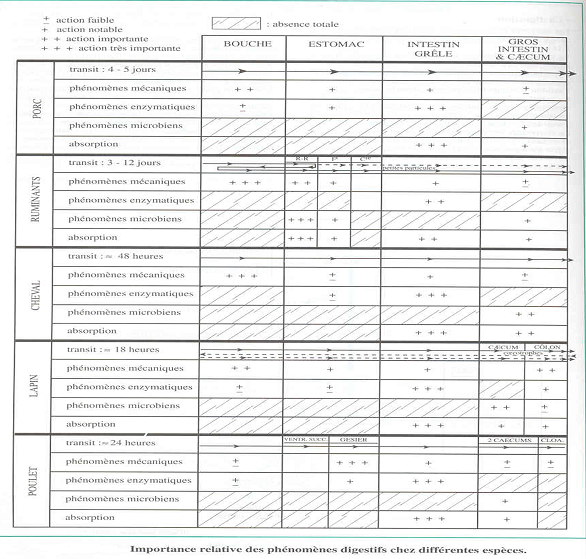 ± action faible
+ action notable
+ + action importante
+ + + action très importante
: absence totale
BOUCHE ESTOMAC INTESTIN GRÊLE GROS INTESTIN & CÆCUM
PORC
transit : 4 - 5 jours
phénomènes mécaniques + + + + ±
phénomènes enzymatiques ± + + + +
phénomènes microbiens +
absorption + + + +
RUMINANTS
transit : 3 - 12 jours R-R
petites particules
phénomènes mécaniques + + + + + + + ±
phénomènes enzymatiques + +
phénomènes microbiens +++ + +
absorption +++ + + + +
CHEVAL
transit : ≃ 48 heures
phénomènes mécaniques + + + ± + ±
phénomènes enzymatiques + + + +
phénomènes microbiens + +
absorption + + + + +
LAPIN
transit : ≃ 18 heures CÆCUM CÔLON
cæcotrophes
phénomènes mécaniques + + ± + + +
phénomènes enzymatiques ± ± + + + ±
phénomènes microbiens + + ±
absorption + + + + + +
POULET
transit : ≃ 24 heures VENTR. SUCC. GESIER 2 CAECUMS CLOA.
phénomènes mécaniques ± + + + + ± ±
phénomènes enzymatiques ± + + + +
phénomènes microbiens +
absorption + + + +
Importance relative des phénomènes digestifs chez différentes espèces.